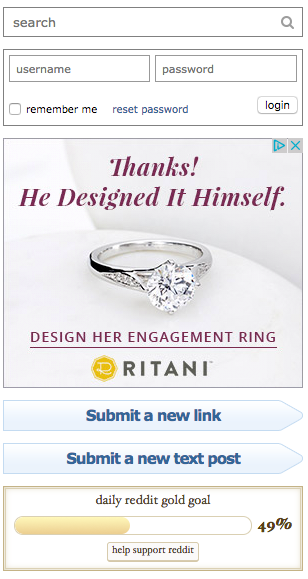 search
username
password
remember me
reset password
login
Thanks!
He Designed It Himself.
DESIGN HER ENGAGEMENT RING
RITANI™
Submit a new link
Submit a new text post
daily reddit gold goal
49%
help support reddit